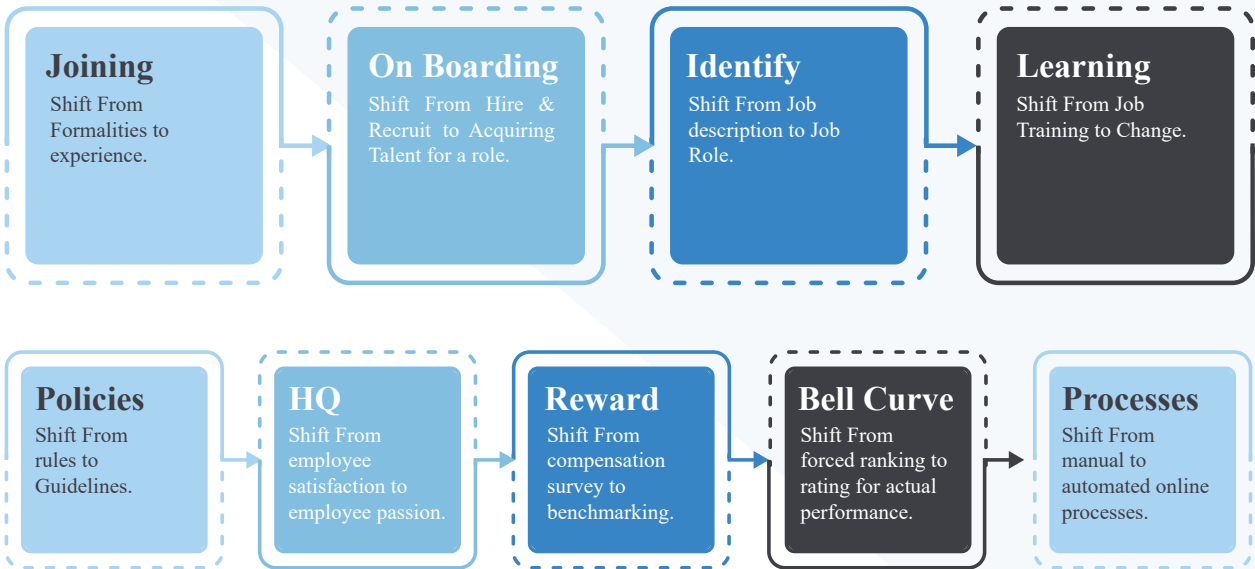 Joining
Shift From
Formalities to
experience.
On Boarding
Shift From Hire &
Recruit to Acquiring
Talent for a role.
Identify
Shift From Job
description to Job
Role.
Learning
Shift From Job
Training to Change.
Policies
Shift From
rules to
Guidelines.
HQ
Shift From
employee
satisfaction to
employee passion.
Reward
Shift From
compensation
survey to
benchmarking.
Bell Curve
Shift From
forced ranking to
rating for actual
performance.
Processes
Shift From
manual to
automated online
processes.